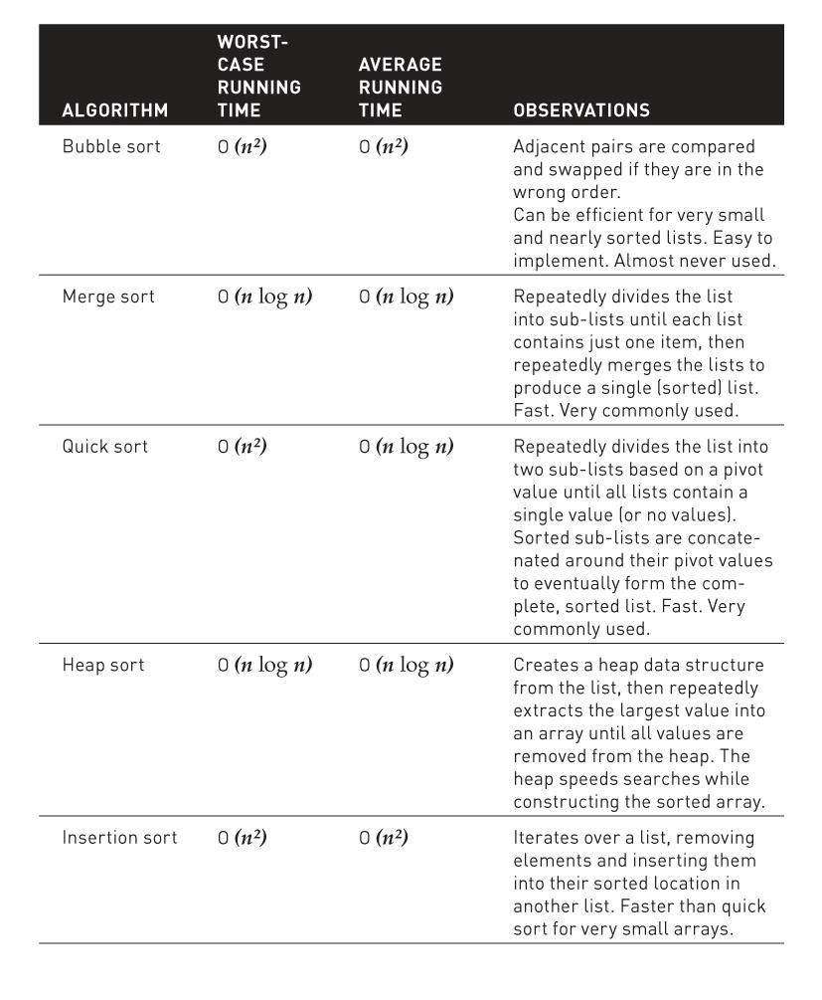 WORST-
CASE
RUNNING
TIME
AVERAGE
RUNNING
TIME
ALGORITHM
OBSERVATIONS
Bubble sort
O (n²)
O (n²)
Adjacent pairs are compared
and swapped if they are in the
wrong order.
Can be efficient for very small
and nearly sorted lists. Easy to
implement. Almost never used.
Merge sort
O (n log n)
O (n log n)
Repeatedly divides the list
into sub-lists until each list
contains just one item, then
repeatedly merges the lists to
produce a single (sorted) list.
Fast. Very commonly used.
Quick sort
O (n²)
O (n log n)
Repeatedly divides the list into
two sub-lists based on a pivot
value until all lists contain a
single value (or no values).
Sorted sub-lists are concate-
nated around their pivot values
to eventually form the com-
plete, sorted list. Fast. Very
commonly used.
Heap sort
O (n log n)
O (n log n)
Creates a heap data structure
from the list, then repeatedly
extracts the largest value into
an array until all values are
removed from the heap. The
heap speeds searches while
constructing the sorted array.
Insertion sort
O (n²)
O (n²)
Iterates over a list, removing
elements and inserting them
into their sorted location in
another list. Faster than quick
sort for very small arrays.